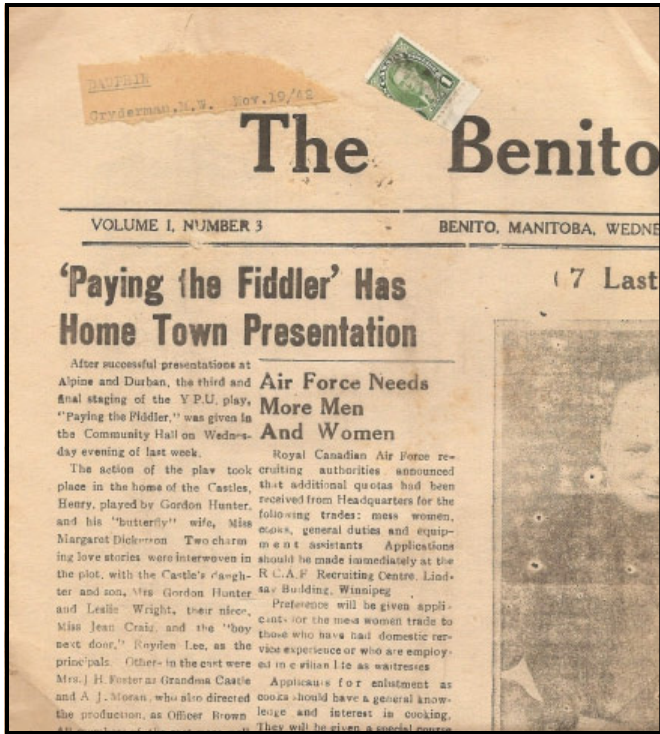 DAUPHIN
Cryderman,M.W. Nov.19/42
CANADA
1
The Benito
VOLUME I, NUMBER 3
BENITO, MANITOBA, WEDNE
'Paying the Fiddler' Has
Home Town Presentation
After successful presentations at
Alpine and Durban, the third and
final staging of the Y P.U. play,
"Paying the Fiddler," was given in
the Community Hall on Wednes-
day evening of last week.
The action of the play took
place in the home of the Castles,
Henry, played by Gordon Hunter,
and his "butterfly" wife, Miss
Margaret Dickerson Two charm
ing love stories were interwoven in
the plot, with the Castle's daugh-
ter and son, Mrs Gordon Hunter
and Leslie Wright, their niece,
Miss Jean Craig, and the "boy
next door," Royden Lee, as the
principals. Others in the cast were
Mrs. J H. Foster as Grandma Castle
and A J. Moran, who also directed
the production, as Officer Brown
Air Force Needs
More Men
And Women
Royal Canadian Air Force re-
cruiting authorities announced
that additional quotas had been
received from Headquarters for the
following trades: mess women,
cooks, general duties and equip-
ment assistants Applications
should be made immediately at the
R C.A.F Recruiting Centre, Lind-
say Building, Winnipeg
Preference will be given appli-
cants for the mess women trade to
those who have had domestic ser-
vice experience or who are employ-
ed in civilian life as waitresses
Applicants for enlistment as
cooks should have a general know-
ledge and interest in cooking.
They will be given a special course
7 Last